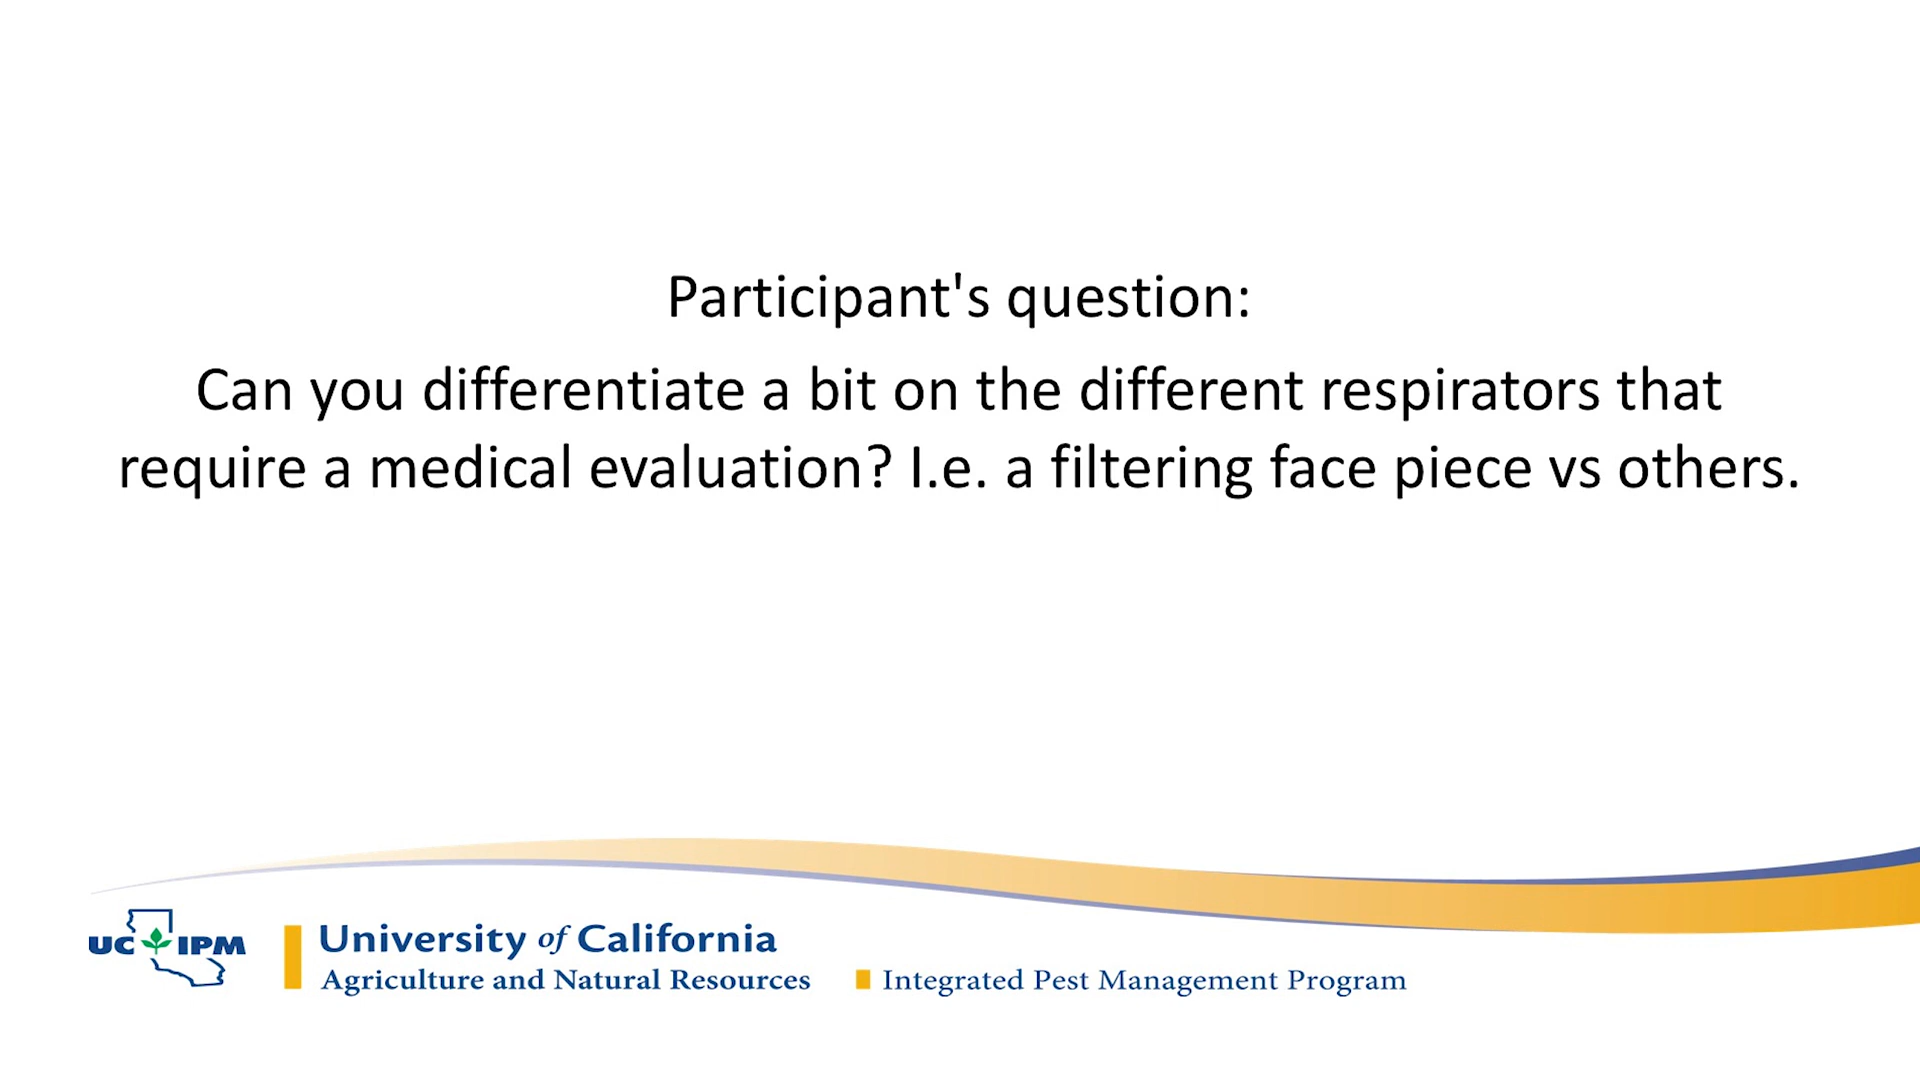 Participant's question:
Can you differentiate a bit on the different respirators that
require a medical evaluation? I.e. a filtering face piece vs others.
UC IPM
University of California
Agriculture and Natural Resources
Integrated Pest Management Program